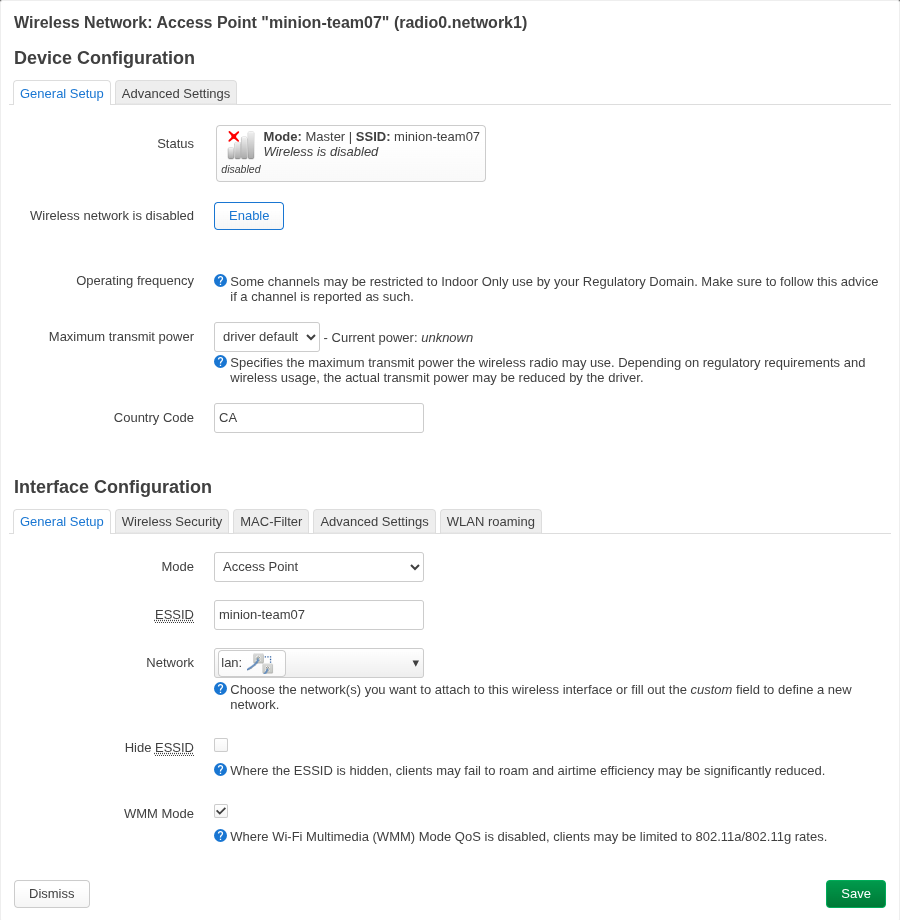 Wireless Network: Access Point "minion-team07" (radio0.network1)
Device Configuration
General Setup Advanced Settings
Status
Mode: Master | SSID: minion-team07
Wireless is disabled
disabled
Wireless network is disabled Enable
Operating frequency
Some channels may be restricted to Indoor Only use by your Regulatory Domain. Make sure to follow this advice
if a channel is reported as such.
Maximum transmit power driver default - Current power: unknown
Specifies the maximum transmit power the wireless radio may use. Depending on regulatory requirements and
wireless usage, the actual transmit power may be reduced by the driver.
Country Code CA
Interface Configuration
General Setup Wireless Security MAC-Filter Advanced Settings WLAN roaming
Mode Access Point
ESSID minion-team07
Network lan:
Choose the network(s) you want to attach to this wireless interface or fill out the custom field to define a new
network.
Hide ESSID
Where the ESSID is hidden, clients may fail to roam and airtime efficiency may be significantly reduced.
WMM Mode
Where Wi-Fi Multimedia (WMM) Mode QoS is disabled, clients may be limited to 802.11a/802.11g rates.
Dismiss Save